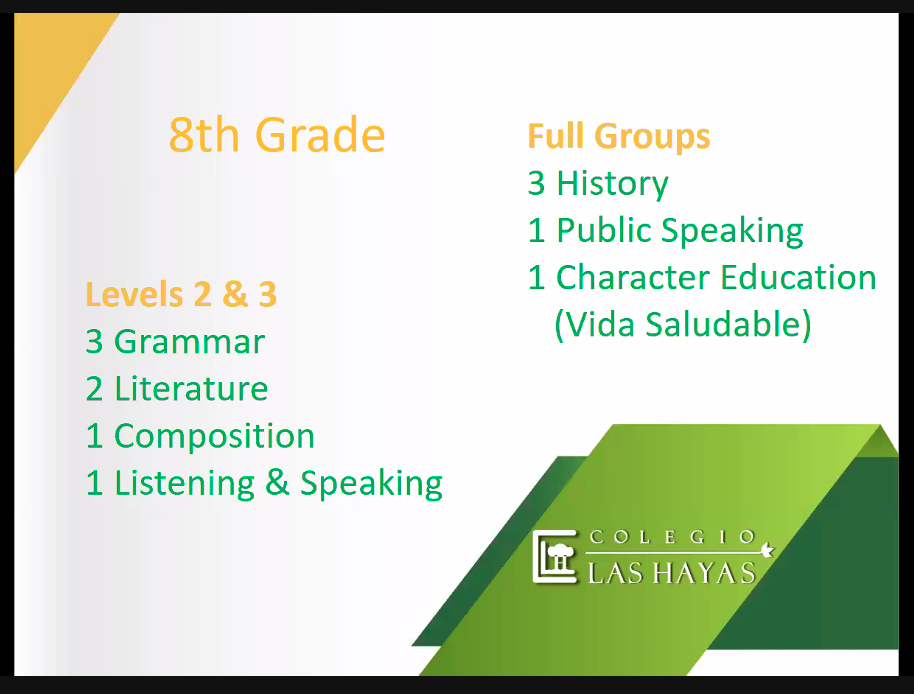 8th Grade
Levels 2 & 3
3 Grammar
2 Literature
1 Composition
1 Listening & Speaking
Full Groups
3 History
1 Public Speaking
1 Character Education
(Vida Saludable)
COLEGIO
LAS HAYAS